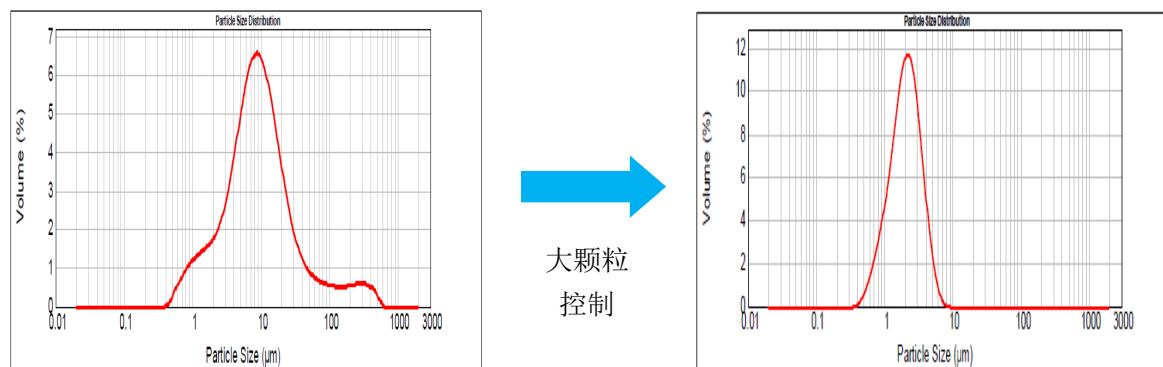 Particle Size Distribution
7
6
5
4
3
2
1
0
Volume (%)
0.01 0.1 1 10 100 1000 3000
Particle Size (µm)
大颗粒
控制
Particle Size Distribution
12
10
8
6
4
2
0
Volume (%)
0.01 0.1 1 10 100 1000 3000
Particle Size (µm)